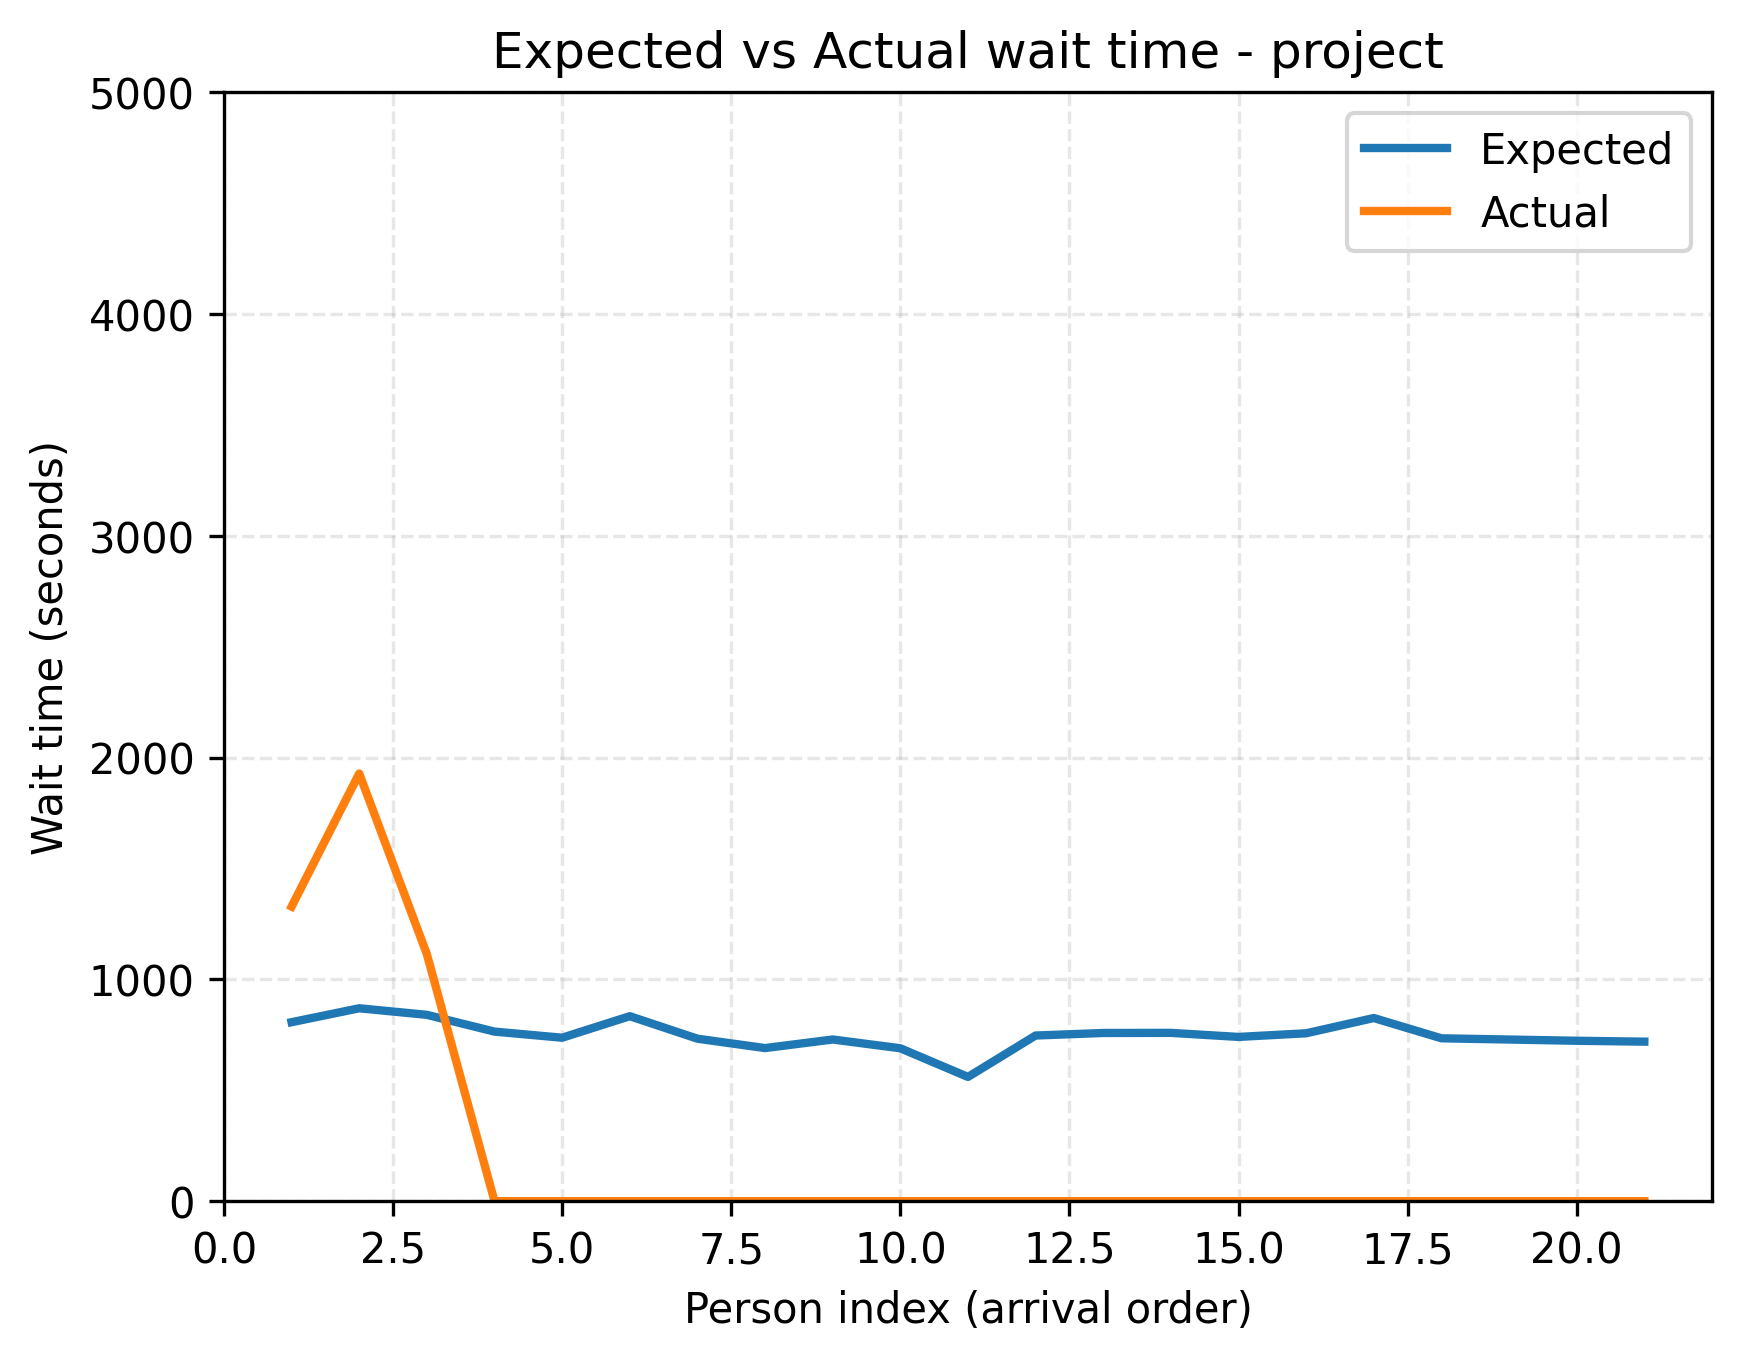 Expected vs Actual wait time - project
5000
4000
3000
2000
1000
0
Wait time (seconds)
Expected
Actual
0.0 2.5 5.0 7.5 10.0 12.5 15.0 17.5 20.0
Person index (arrival order)